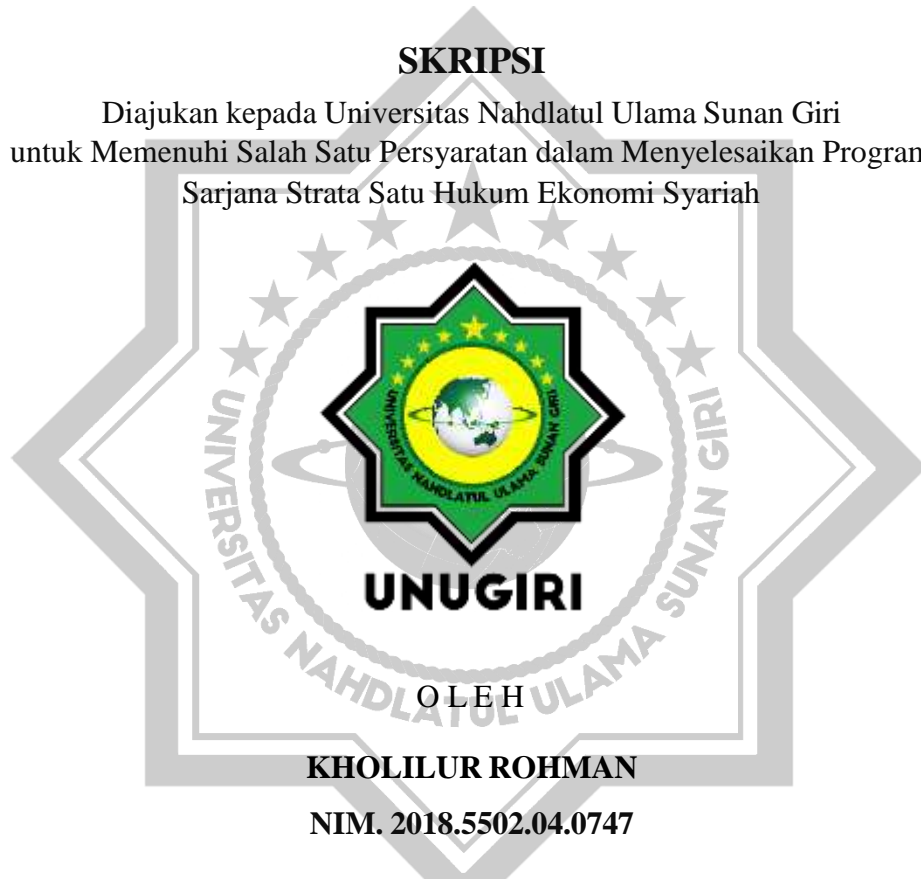 SKRIPSI
Diajukan kepada Universitas Nahdlatul Ulama Sunan Giri
untuk Memenuhi Salah Satu Persyaratan dalam Menyelesaikan Program
Sarjana Strata Satu Hukum Ekonomi Syariah
UNIVERSITAS NAHDLATUL ULAMA SUNAN GIRI
UNIVERSITAS NAHDLATUL ULAMA SUNAN GIRI
UNUGIRI
O L E H
KHOLILUR ROHMAN
NIM. 2018.5502.04.0747